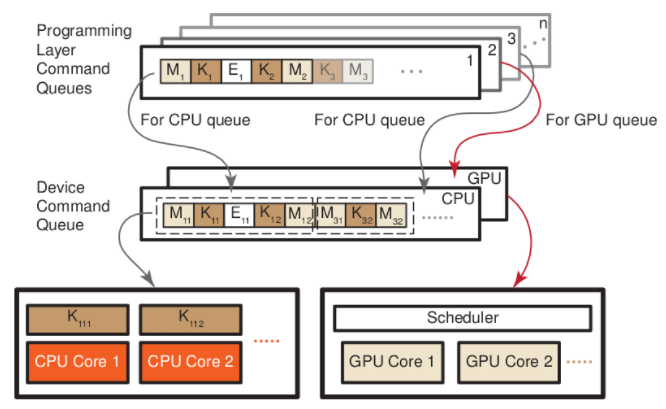 Programming
Layer
Command
Queues
n
3
2
1
M₁ K₁ E₁ K₂ M₂ K₃ M₃ ...
For CPU queue
For CPU queue
For GPU queue
Device
Command
Queue
GPU
CPU
M₁₁ K₁₁ E₁₁ K₁₂ M₁₂ M₃₁ K₃₂ M₃₂ ......
K₁₁₁ K₁₁₂ .....
CPU Core 1 CPU Core 2
Scheduler
GPU Core 1 GPU Core 2 .....